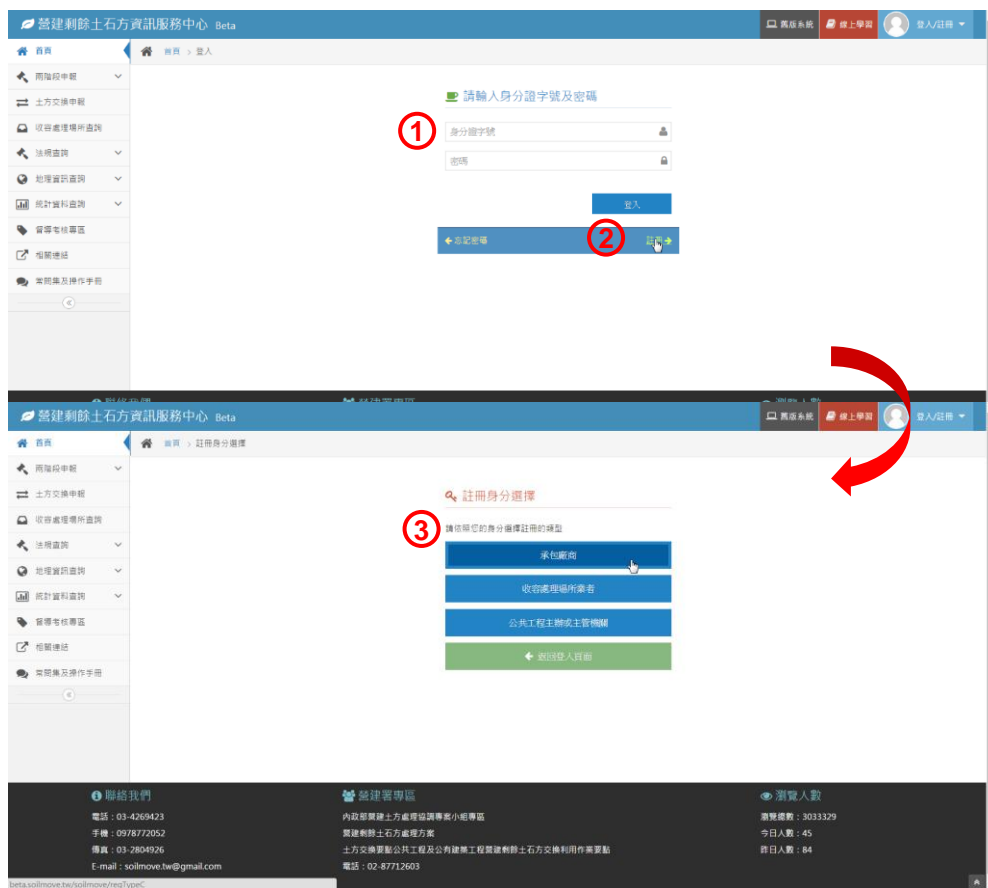 營建剩餘土石方資訊服務中心 Beta
舊版系統 線上學習 登入/註冊
首頁
首頁 > 登入
兩階段申報
土方交換申報
收容處理場所查詢
法規查詢
地理資訊查詢
統計資料查詢
督導考核專區
相關連結
常問集及操作手冊
請輸入身分證字號及密碼
①
身分證字號
密碼
登入
②
忘記密碼
註冊
營建剩餘土石方資訊服務中心 Beta
舊版系統 線上學習 登入/註冊
首頁
首頁 > 註冊身分選擇
兩階段申報
土方交換申報
收容處理場所查詢
法規查詢
地理資訊查詢
統計資料查詢
督導考核專區
相關連結
常問集及操作手冊
註冊身分選擇
③
請依照您的身分選擇註冊的類型
承包廠商
收容處理場所業者
公共工程主辦或主管機關
返回登入頁面
聯絡我們
電話：03-4269423
手機：0978772052
傳真：03-2804926
E-mail：soilmove.tw@gmail.com
營建署專區
內政部營建土方處理協調專案小組專區
營建剩餘土石方處理方案
土方交換要點公共工程及公有建築工程營建剩餘土石方交換利用作業要點
電話：02-87712603
瀏覽人數
瀏覽總數：3033329
今日人數：45
昨日人數：84
beta.soilmove.tw/soilmove/regTypeC